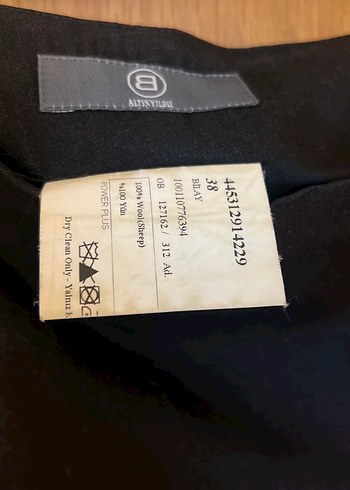 B
ALTINYILDIZ
445312914229
38
BILAY
100110776394
OB 127162 / 312 Ad.
100% Wool(Sheep)
%100 Yün
POWER PLUS
Dry Clean Only - Yalnız